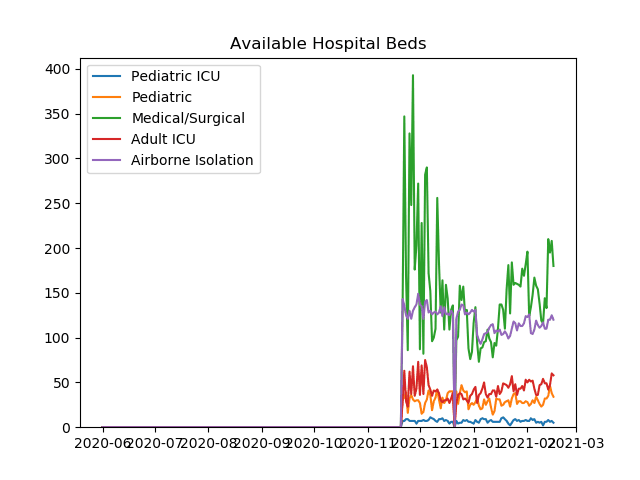 Available Hospital Beds
400
350
300
250
200
150
100
50
0
Pediatric ICU
Pediatric
Medical/Surgical
Adult ICU
Airborne Isolation
2020-06 2020-07 2020-08 2020-09 2020-10 2020-11 2020-12 2021-01 2021-02 2021-03